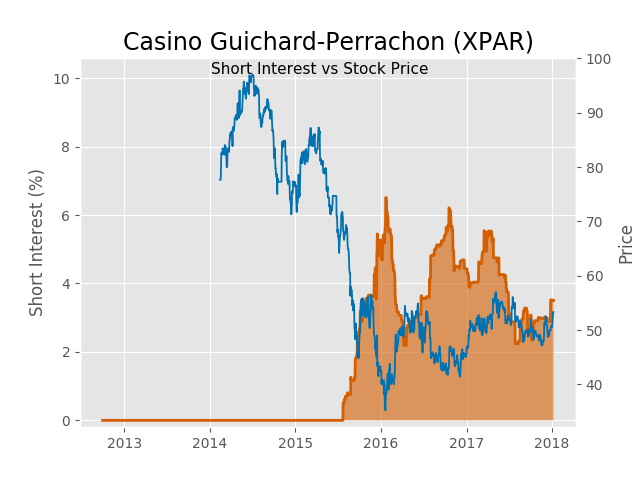 Casino Guichard-Perrachon (XPAR)
Short Interest vs Stock Price
Short Interest (%)
10
8
6
4
2
0
100
90
80
70
60
50
40
Price
2013 2014 2015 2016 2017 2018